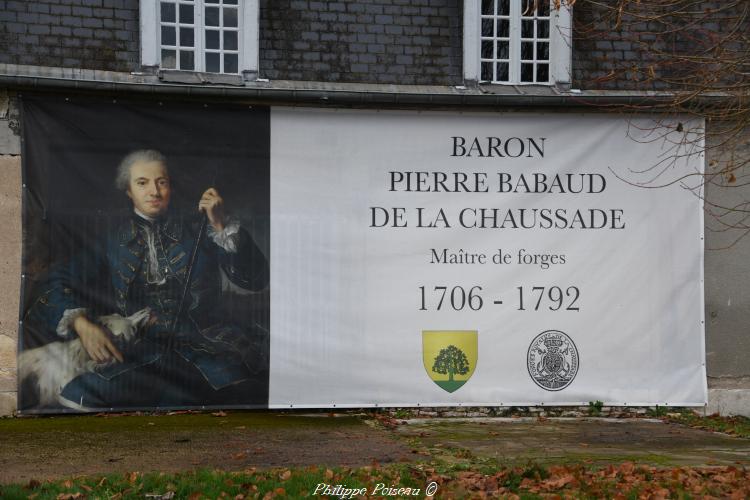 BARON
PIERRE BABAUD
DE LA CHAUSSADE
Maître de forges
1706 - 1792
Philippe Poiseau ©